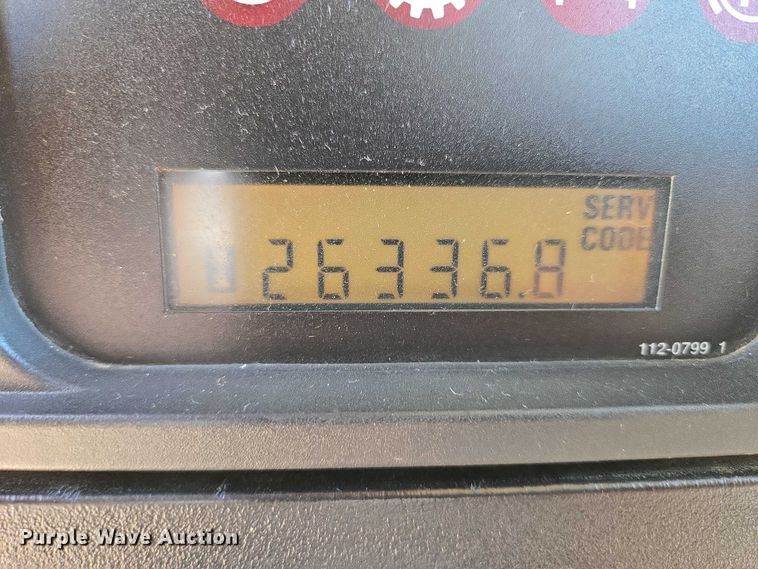 SERV
CODE
26336.8
112-0799 1
Purple Wave Auction